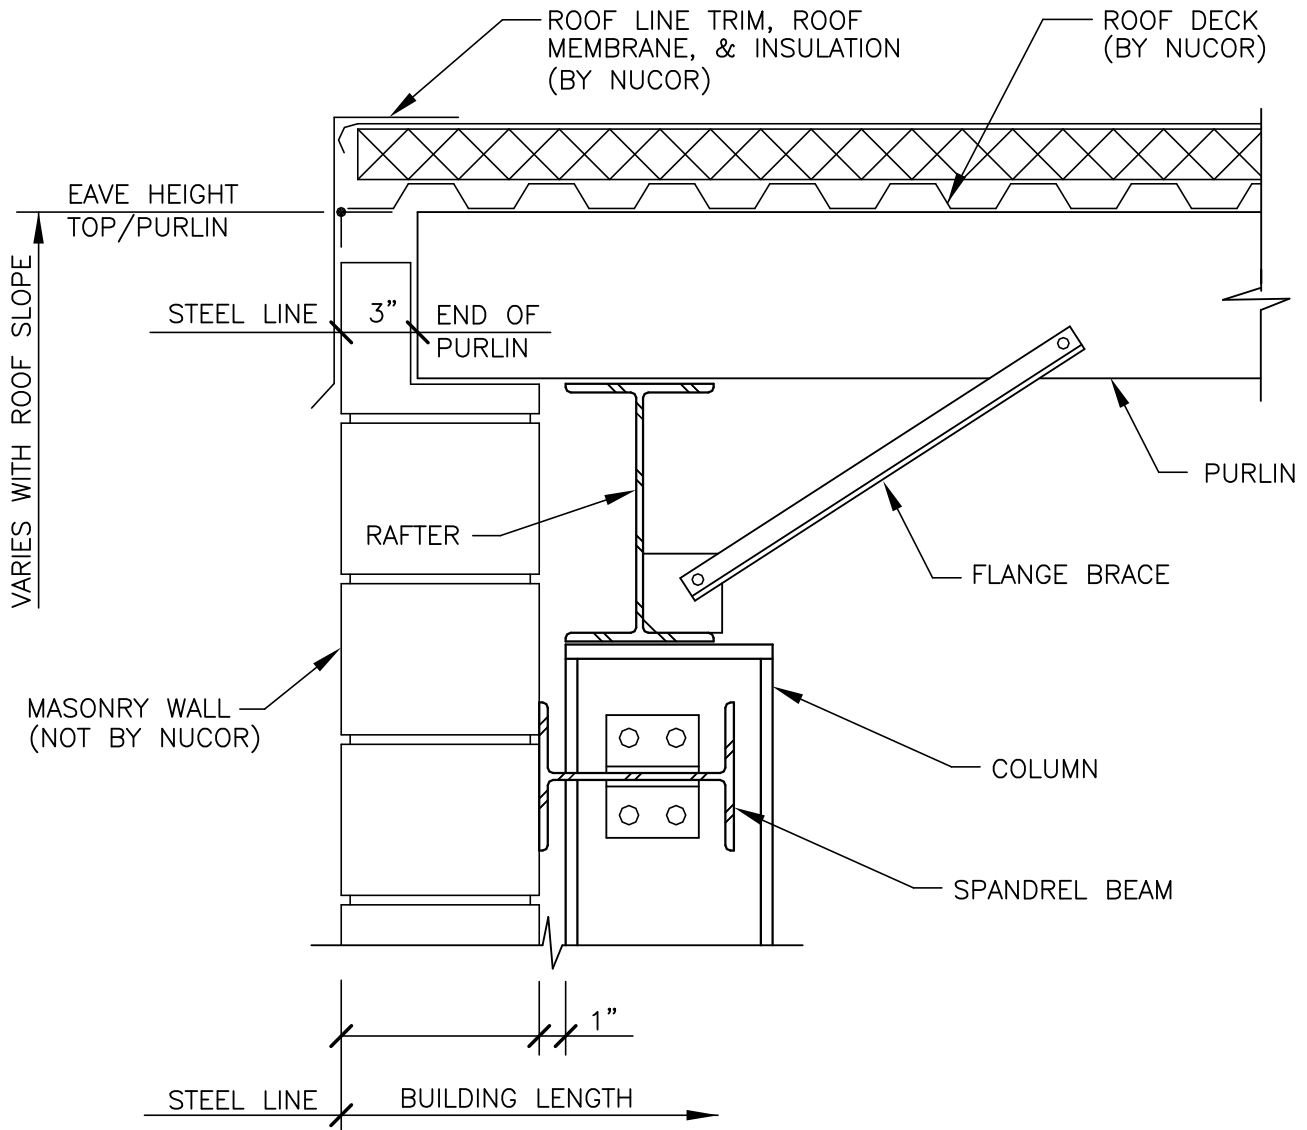 ROOF LINE TRIM, ROOF
MEMBRANE, & INSULATION
(BY NUCOR)
ROOF DECK
(BY NUCOR)
EAVE HEIGHT
TOP/PURLIN
VARIES WITH ROOF SLOPE
STEEL LINE
3"
END OF
PURLIN
PURLIN
RAFTER
FLANGE BRACE
MASONRY WALL
(NOT BY NUCOR)
COLUMN
SPANDREL BEAM
1"
STEEL LINE
BUILDING LENGTH